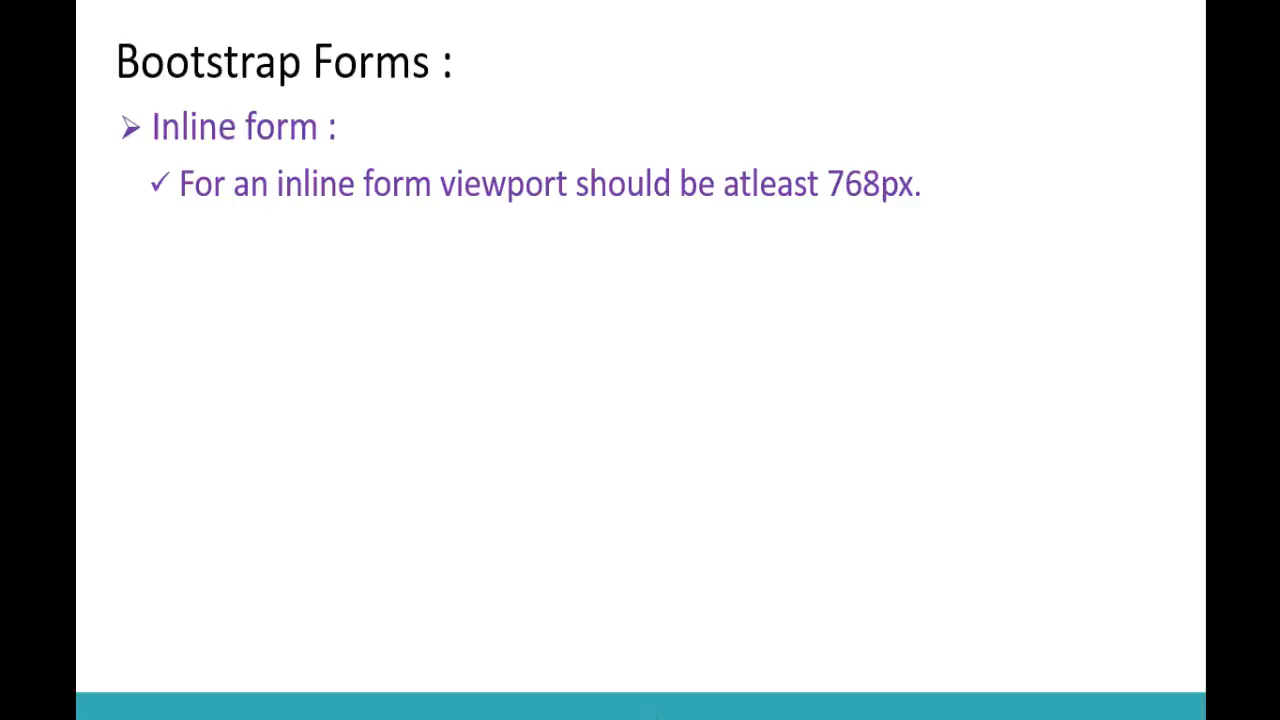 Bootstrap Forms :
Inline form :
For an inline form viewport should be atleast 768px.